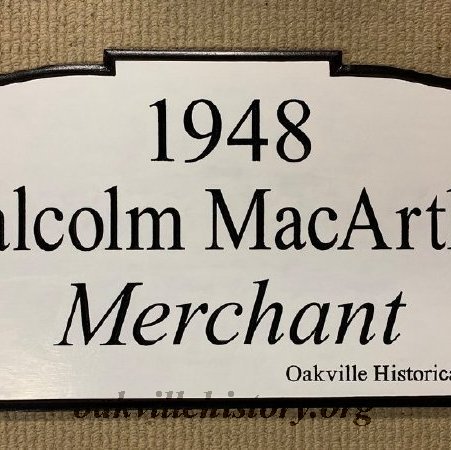 1948
alcolm MacArth
Merchant
Oakville Historica
oakvillehistory.org